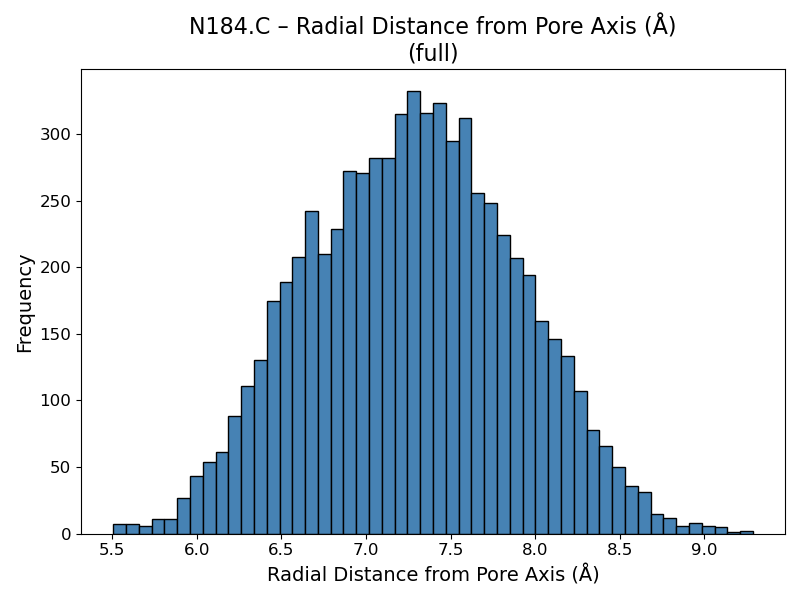 N184.C – Radial Distance from Pore Axis (Å)
(full)
Frequency
300
250
200
150
100
50
0
5.5 6.0 6.5 7.0 7.5 8.0 8.5 9.0
Radial Distance from Pore Axis (Å)